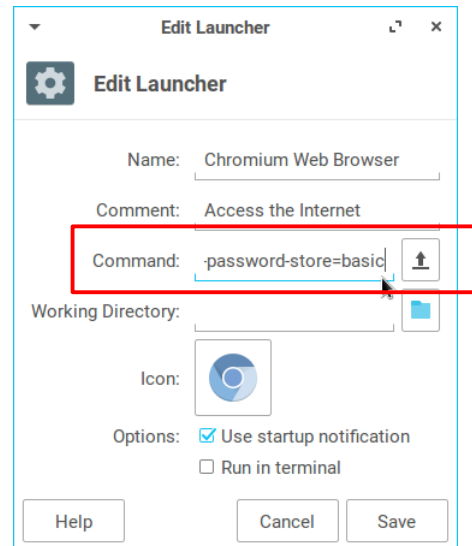 Edit Launcher
Edit Launcher
Name: Chromium Web Browser
Comment: Access the Internet
Command: -password-store=basic
Working Directory:
Icon:
Options: Use startup notification
Run in terminal
Help Cancel Save